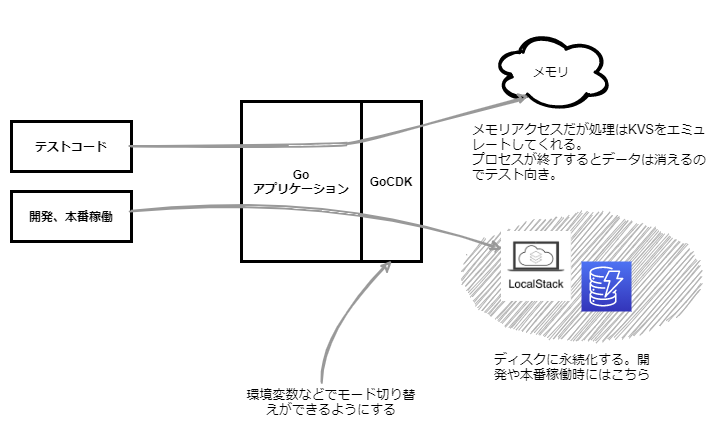 メモリ
メモリアクセスだが処理はKVSをエミュ
レートしてくれる。
プロセスが終了するとデータは消えるの
でテスト向き。
テストコード
Go
アプリケーション
GoCDK
開発、本番稼働
LocalStack
ディスクに永続化する。開
発や本番稼働時にはこちら
環境変数などでモード切り替
えができるようにする